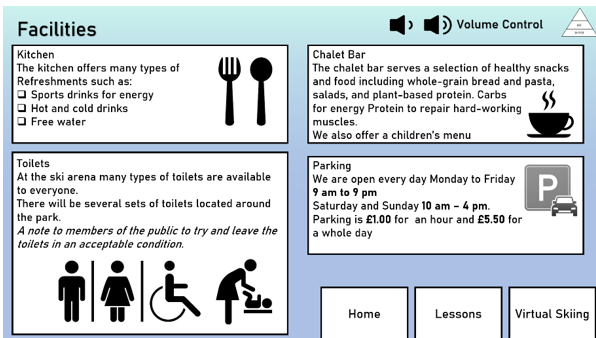 Facilities
Volume Control
Kitchen
The kitchen offers many types of
Refreshments such as:
Sports drinks for energy
Hot and cold drinks
Free water
Chalet Bar
The chalet bar serves a selection of healthy snacks
and food including whole-grain bread and pasta,
salads, and plant-based protein. Carbs
for energy Protein to repair hard-working
muscles.
We also offer a children's menu
Toilets
At the ski arena many types of toilets are available
to everyone.
There will be several sets of toilets located around
the park.
A note to members of the public to try and leave the
toilets in an acceptable condition.
Parking
We are open every day Monday to Friday
9 am to 9 pm
Saturday and Sunday 10 am – 4 pm.
Parking is £1.00 for an hour and £5.50 for
a whole day
P
Home
Lessons
Virtual Skiing